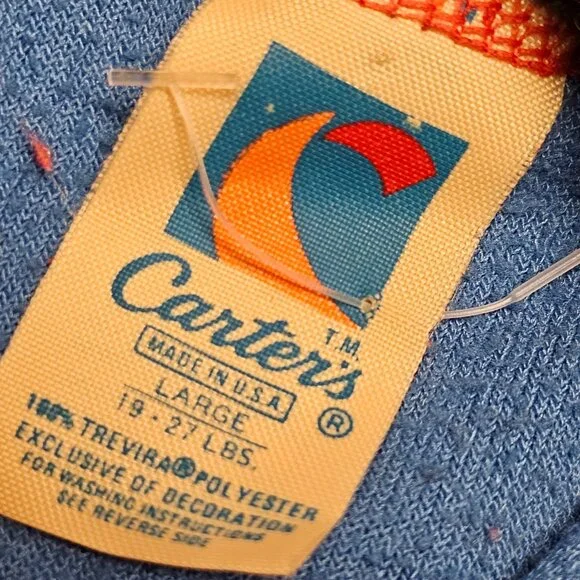 T.M.
Carter's ®
MADE IN U.S.A.
LARGE
19 - 27 LBS.
100% TREVIRA® POLYESTER
EXCLUSIVE OF DECORATION
FOR WASHING INSTRUCTIONS
SEE REVERSE SIDE